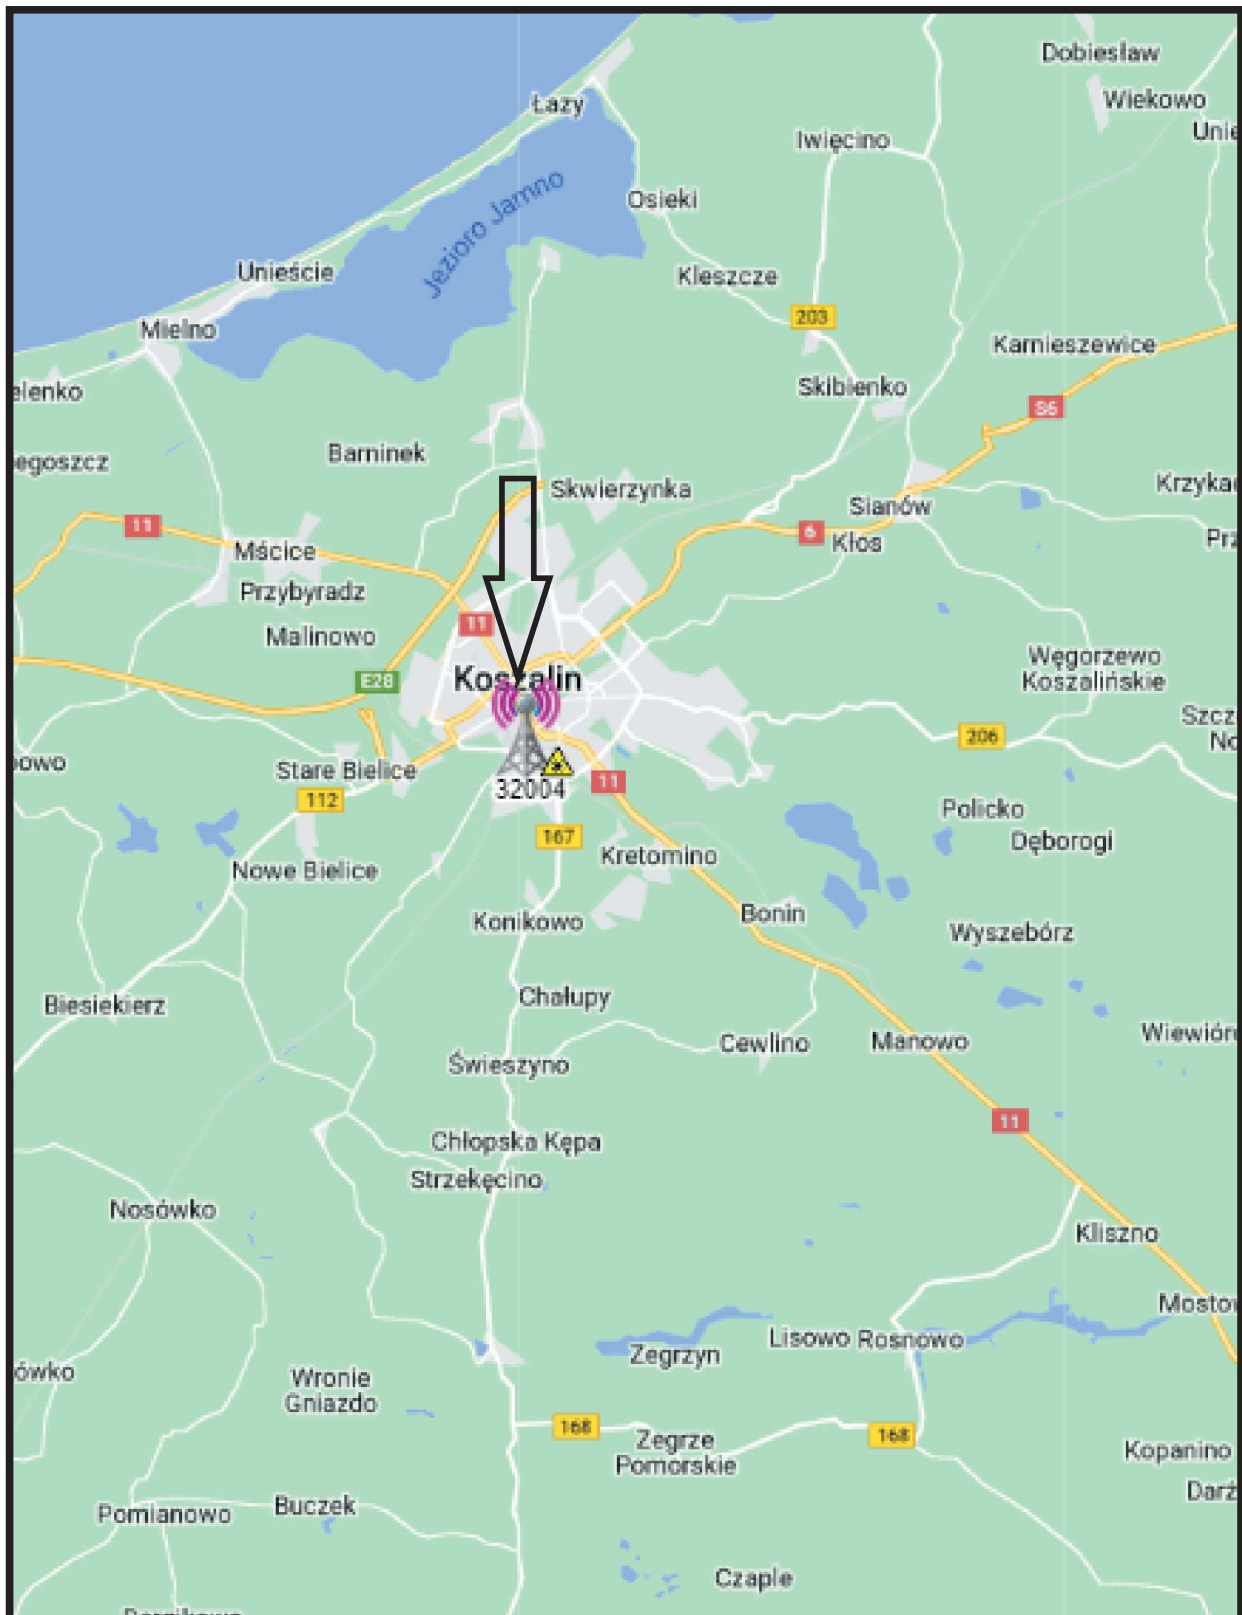 Dobiesław
Łazy
Wiekowo
Iwięcino
Jezioro Jamno
Osieki
Unieście
Kleszcze
203
Mielno
Karnieszewice
Skibienko
S6
Barninek
Skwierzynka
Sianów
11
6
Kłos
Mścice
Przybyradz
11
Malinowo
Węgorzewo
Koszalińskie
Koszalin
E28
206
Stare Bielice
32004
11
112
Policko
167
Dęborogi
Kretomino
Nowe Bielice
Bonin
Konikowo
Wyszebórz
Biesiekierz
Chałupy
Cewlino
Manowo
Świeszyno
11
Chłopska Kępa
Strzekęcino
Nosówko
Kliszno
Lisowo
Rosnowo
Zegrzyn
Wronie
Gniazdo
168
168
Zegrze
Pomorskie
Kopanino
Buczek
Pomianowo
Czaple